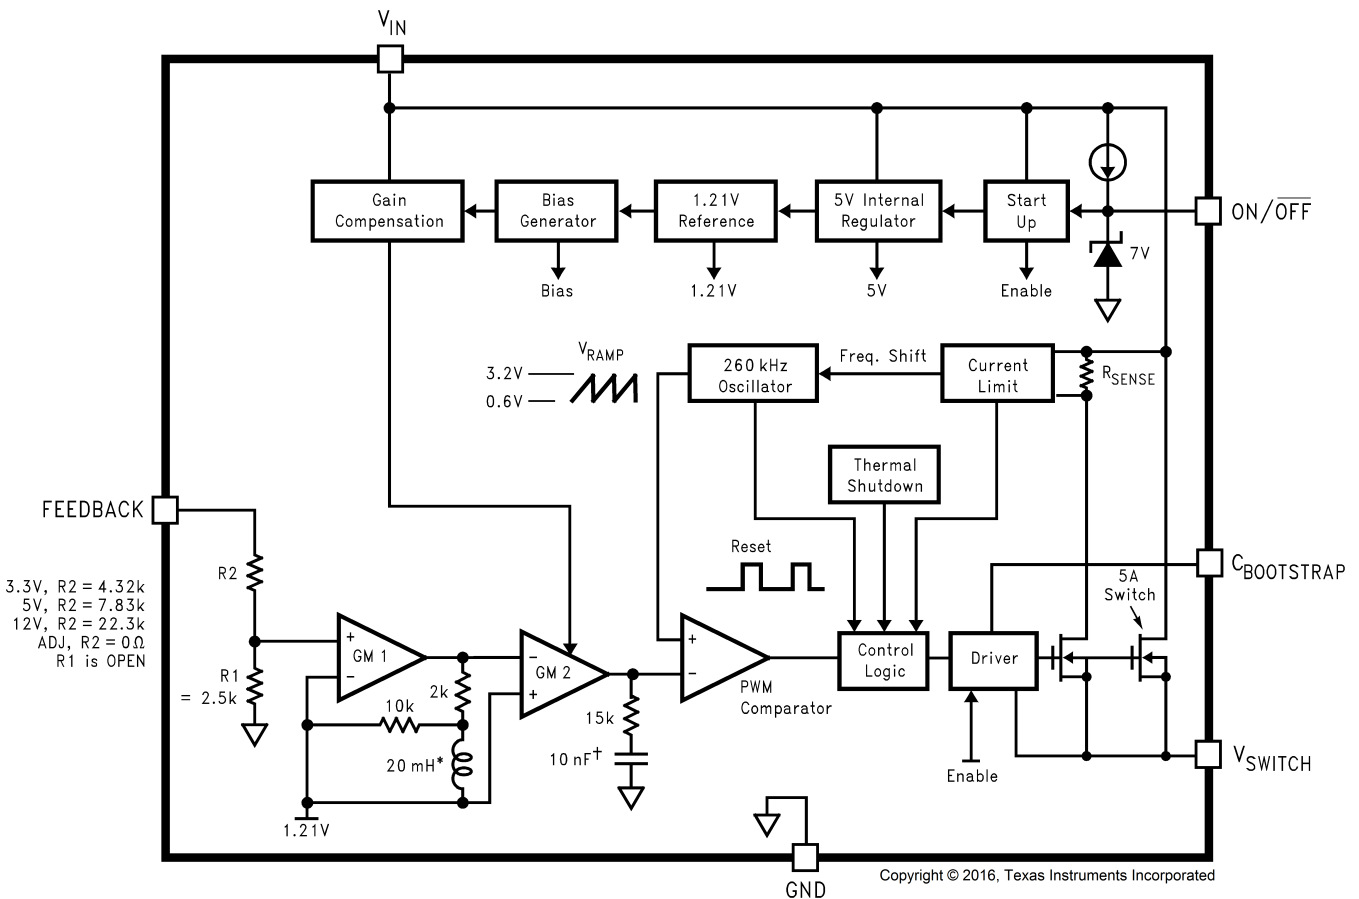 VIN
Gain
Compensation
Bias
Generator
1.21V
Reference
5V Internal
Regulator
Start
Up
ON/OFF
7V
Bias
1.21V
5V
Enable
VRAMP
3.2V
0.6V
260 kHz
Oscillator
Freq. Shift
Current
Limit
RSENSE
Thermal
Shutdown
FEEDBACK
Reset
CBOOTSTRAP
5A
Switch
R2
3.3V, R2 = 4.32k
5V, R2 = 7.83k
12V, R2 = 22.3k
ADJ, R2 = 0Ω
R1 is OPEN
R1
= 2.5k
+
GM 1
−
−
GM 2
+
+
−
PWM
Comparator
Control
Logic
Driver
2k
10k
15k
20 mH*
10 nF†
Enable
VSWITCH
1.21V
GND
Copyright © 2016, Texas Instruments Incorporated